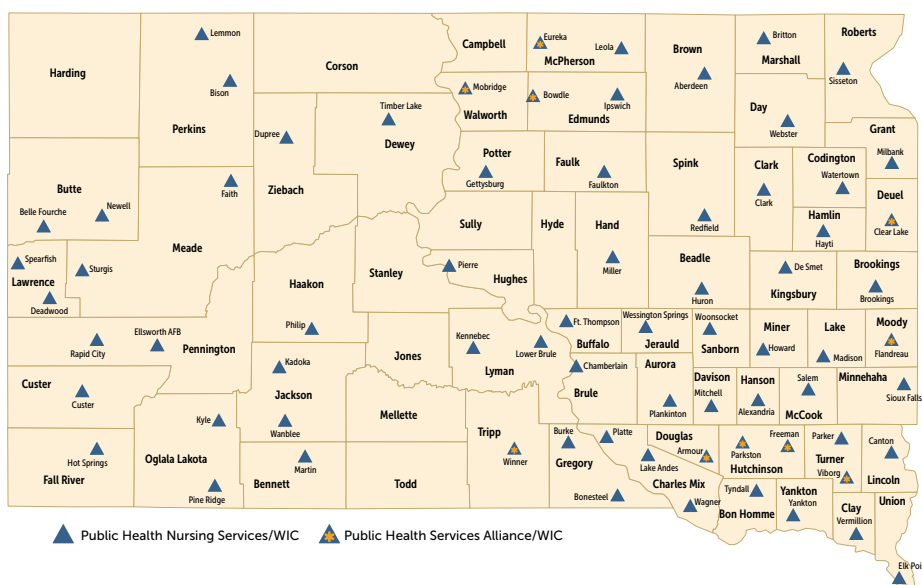 Lemmon
Harding
Bison
Perkins
Corson
Campbell
Eureka
Leola
McPherson
Brown
Aberdeen
Britton
Marshall
Roberts
Sisseton
Mobridge
Walworth
Bowdle
Ipswich
Edmunds
Day
Webster
Grant
Milbank
Timber Lake
Dupree
Dewey
Ziebach
Potter
Gettysburg
Faulk
Faulkton
Spink
Redfield
Clark
Clark
Codington
Watertown
Deuel
Clear Lake
Hamlin
Hayti
Butte
Belle Fourche
Newell
Faith
Meade
Sully
Hyde
Hand
Miller
Spearfish
Lawrence
Deadwood
Sturgis
Haakon
Philip
Stanley
Pierre
Hughes
Beadle
Huron
De Smet
Kingsbury
Brookings
Brookings
Rapid City
Ellsworth AFB
Pennington
Kadoka
Jackson
Wanblee
Jones
Kennebec
Lyman
Lower Brule
Ft. Thompson
Buffalo
Wessington Springs
Jerauld
Woonsocket
Sanborn
Miner
Howard
Lake
Madison
Moody
Flandreau
Custer
Custer
Chamberlain
Brule
Aurora
Plankinton
Davison
Mitchell
Hanson
Alexandria
Salem
McCook
Minnehaha
Sioux Falls
Hot Springs
Fall River
Kyle
Oglala Lakota
Pine Ridge
Martin
Bennett
Mellette
Todd
Tripp
Winner
Burke
Gregory
Bonesteel
Platte
Lake Andes
Charles Mix
Wagner
Douglas
Armour
Parkston
Freeman
Hutchinson
Parker
Turner
Viborg
Canton
Lincoln
Tyndall
Bon Homme
Yankton
Yankton
Clay
Vermillion
Union
Elk Po
Public Health Nursing Services/WIC
Public Health Services Alliance/WIC